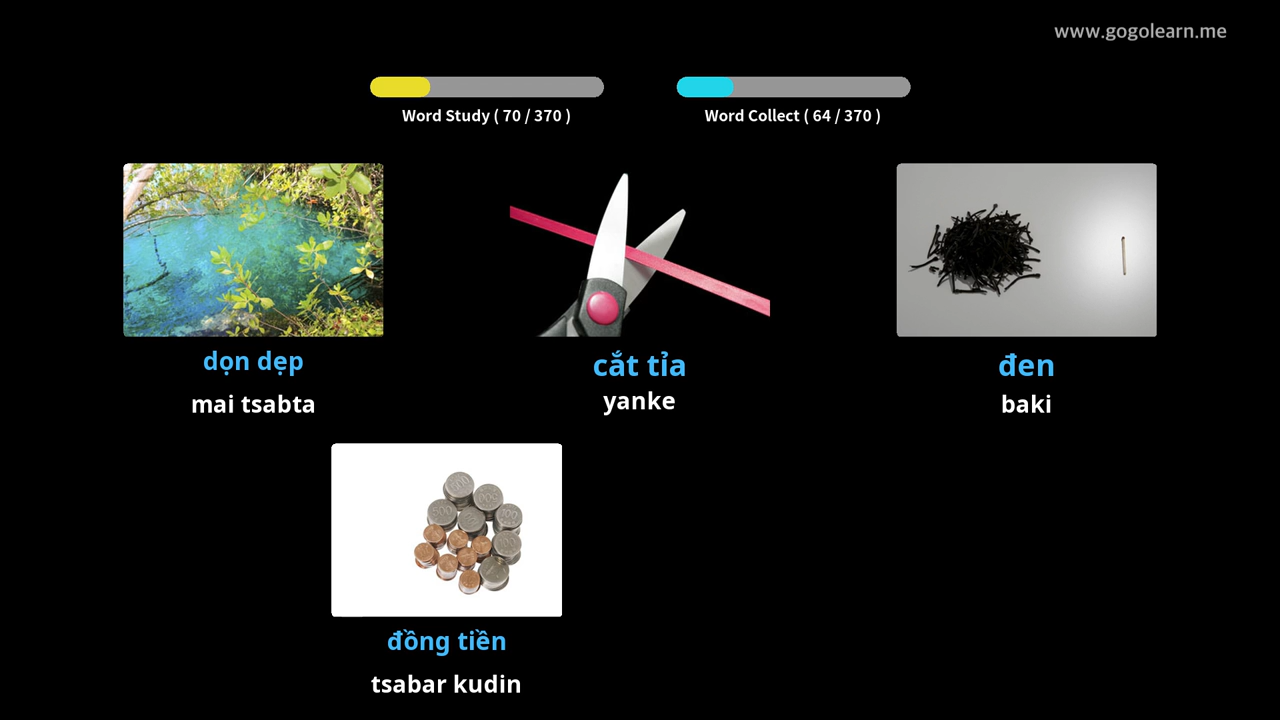 www.gogolearn.me
Word Study ( 70 / 370 )
Word Collect ( 64 / 370 )
dọn dẹp
mai tsabta
cắt tỉa
yanke
đen
baki
đồng tiền
tsabar kudin